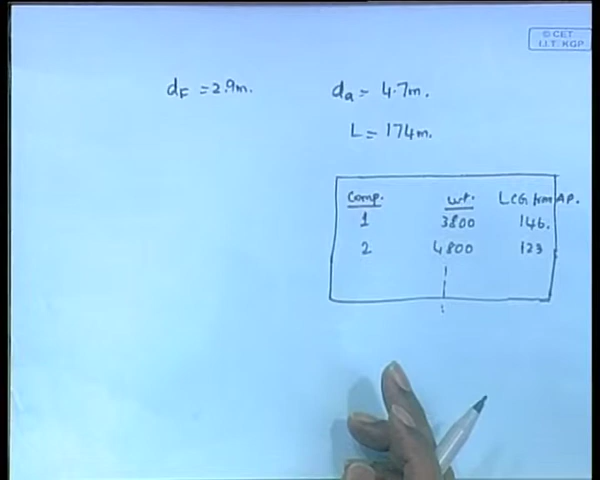 © CET
I.I.T. KGP
dF = 2.9m. da = 4.7m.
L = 174m.
Comp. wt. LCG from AP.
1 3800 146.
2 4800 123